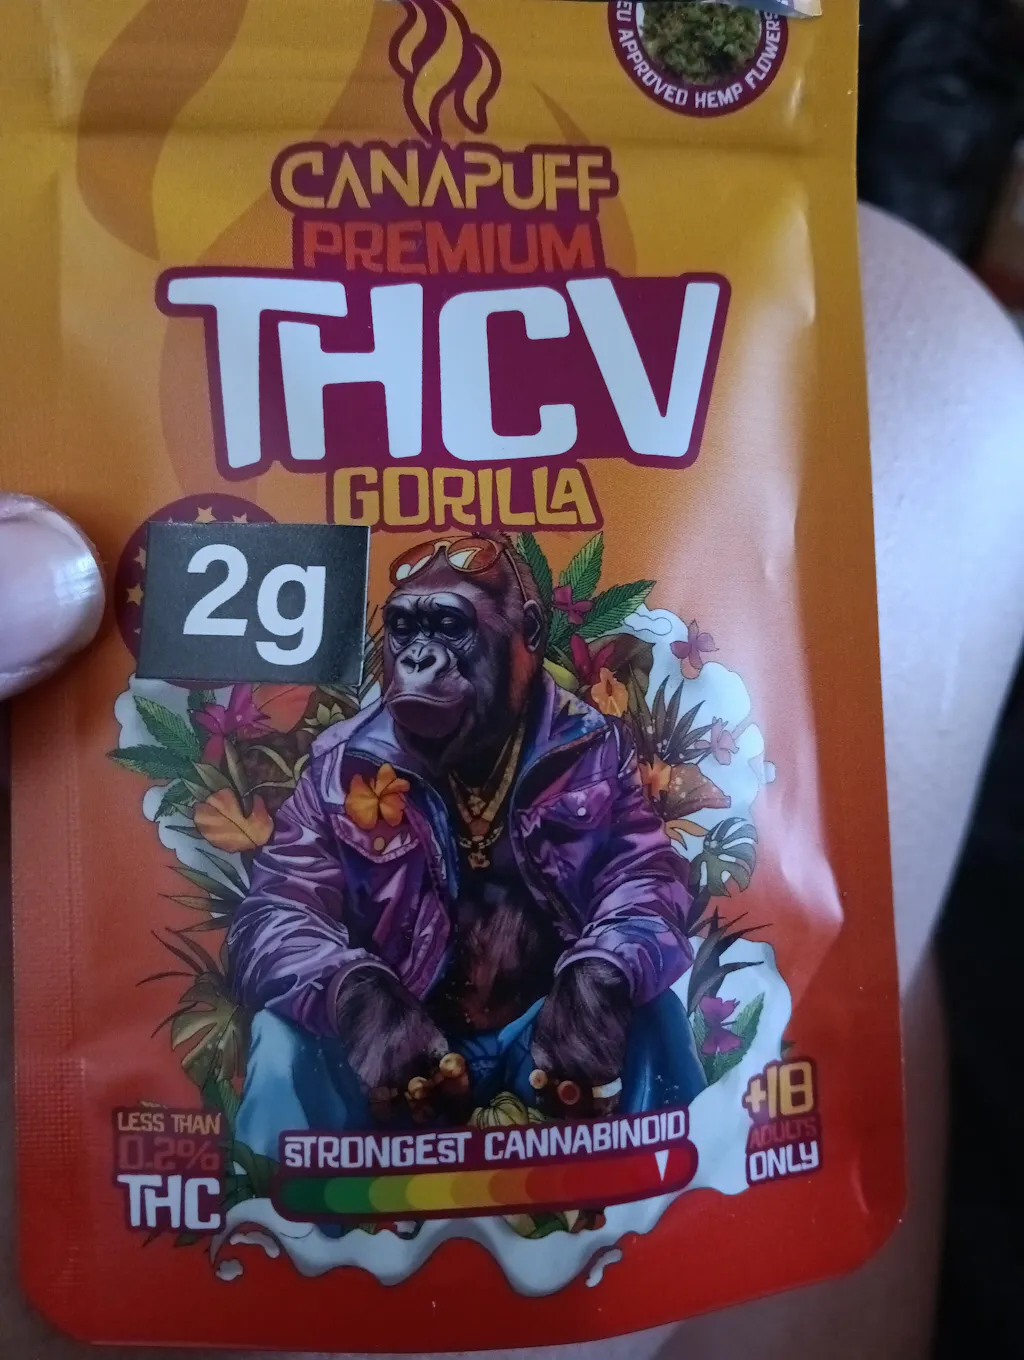 EU APPROVED HEMP FLOWERS
CANAPUFF
PREMIUM
THCV
GORILLA
2g
LESS THAN
0.2%
THC
STRONGEST CANNABINOID
+18
ADULTS
ONLY